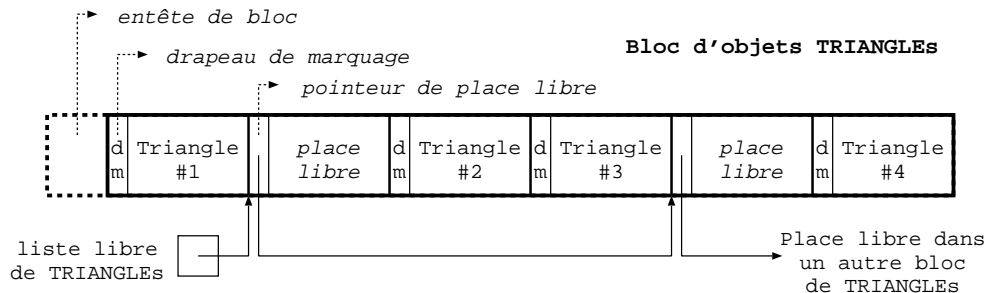 entête de bloc
Bloc d'objets TRIANGLEs
drapeau de marquage
pointeur de place libre
d m
Triangle
#1
place
libre
d m
Triangle
#2
d m
Triangle
#3
place
libre
d m
Triangle
#4
liste libre
de TRIANGLEs
Place libre dans
un autre bloc
de TRIANGLEs